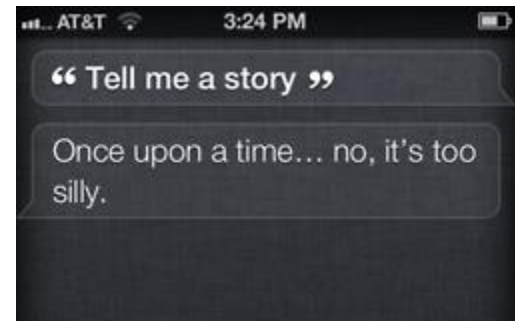 AT&T 3:24 PM
“ Tell me a story ”
Once upon a time... no, it's too
silly.